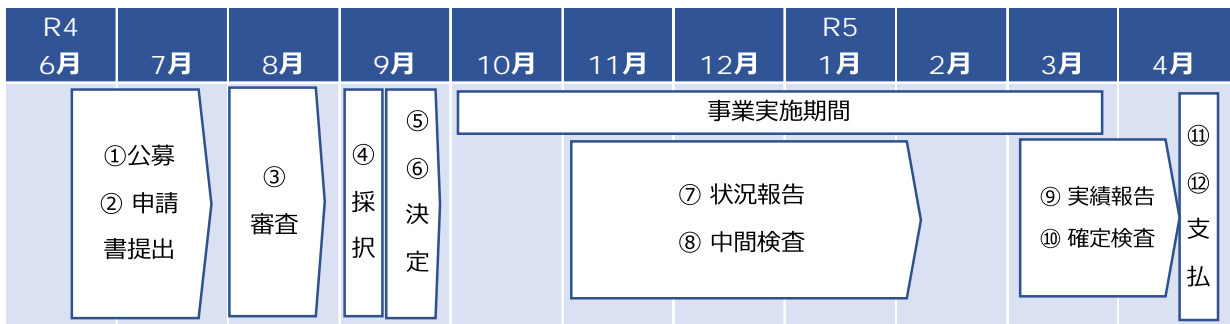 R4
6月
7月
8月
9月
10月
11月
12月
R5
1月
2月
3月
4月
①公募
② 申請
書提出
③
審査
④
採
択
⑤
⑥
決
定
事業実施期間
⑦ 状況報告
⑧ 中間検査
⑨ 実績報告
⑩ 確定検査
⑪
⑫
支
払